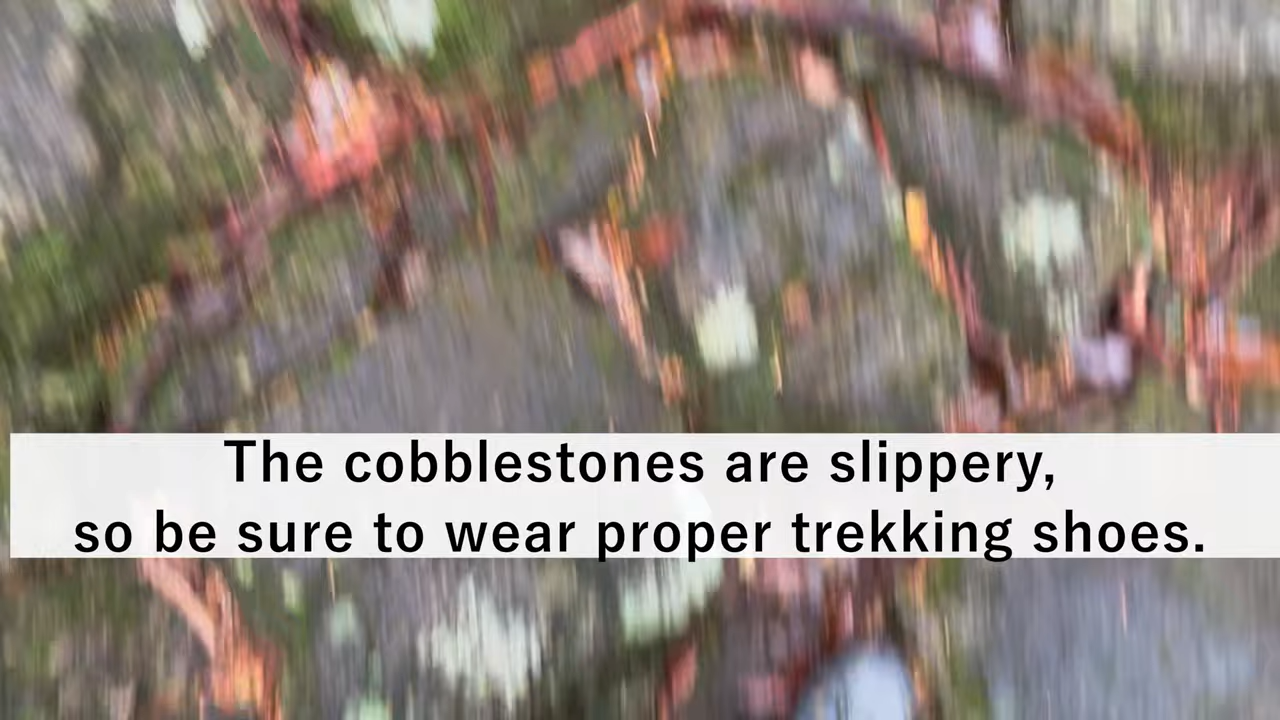 The cobblestones are slippery,
so be sure to wear proper trekking shoes.